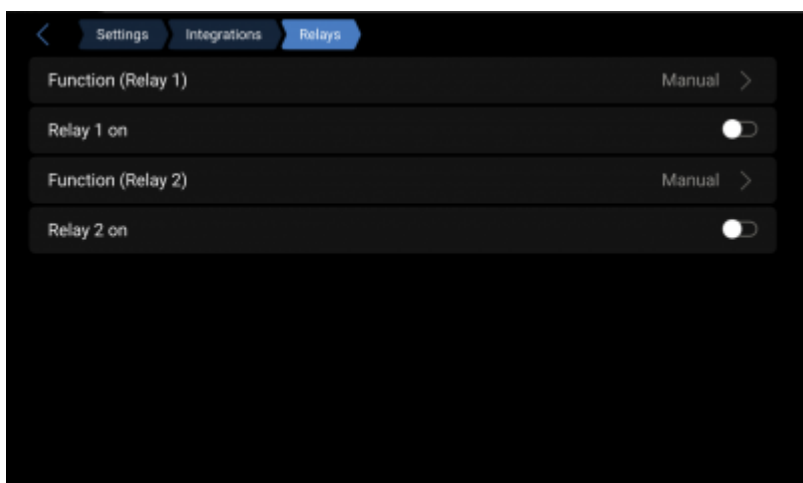 Settings Integrations Relays
Function (Relay 1) Manual
Relay 1 on
Function (Relay 2) Manual
Relay 2 on